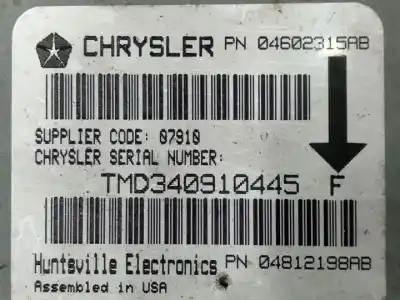 CHRYSLER PN 04602315AB
SUPPLIER CODE: 07910
CHRYSLER SERIAL NUMBER:
TMD340910445 F
Huntsville Electronics PN 04812198AB
Assembled in USA